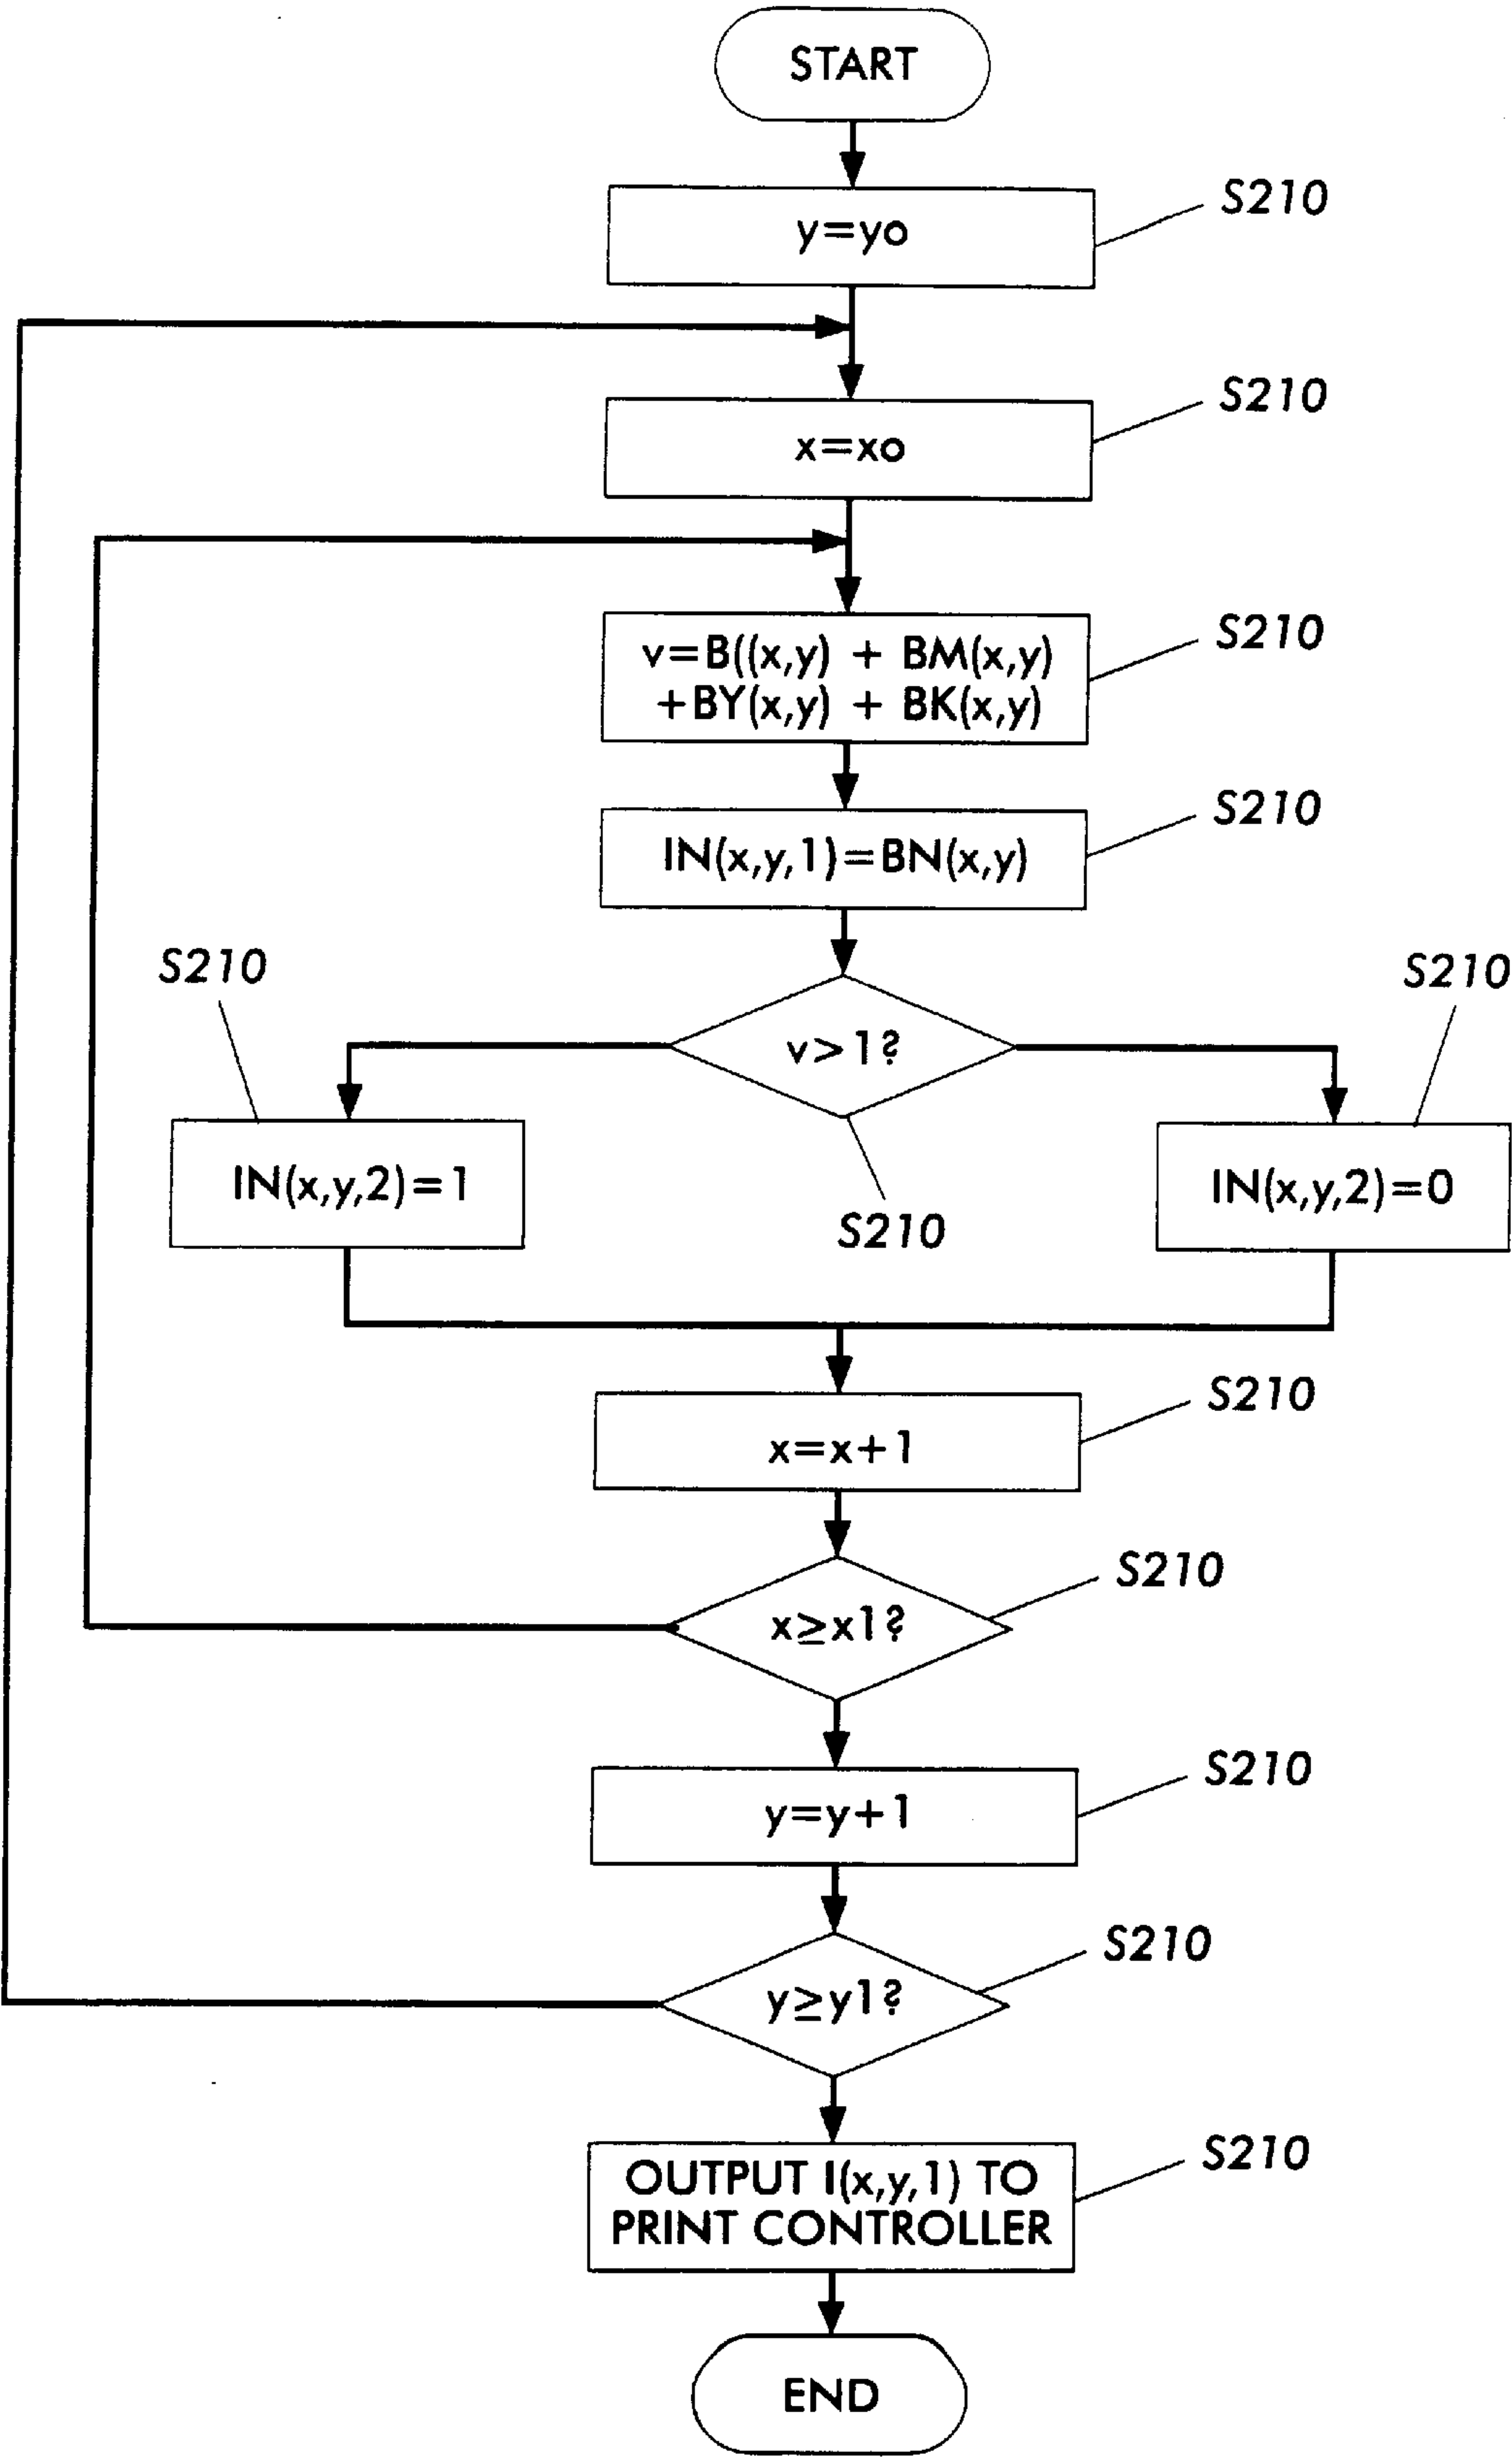 START
y=yo
S210
x=xo
S210
v=B((x,y) + BM(x,y)
+BY(x,y) + BK(x,y)
S210
IN(x,y,1)=BN(x,y)
S210
S210
v>1?
S210
IN(x,y,2)=1
S210
IN(x,y,2)=0
x=x+1
S210
x≥x1?
S210
y=y+1
S210
y≥y1?
S210
OUTPUT I(x,y,1) TO
PRINT CONTROLLER
S210
END